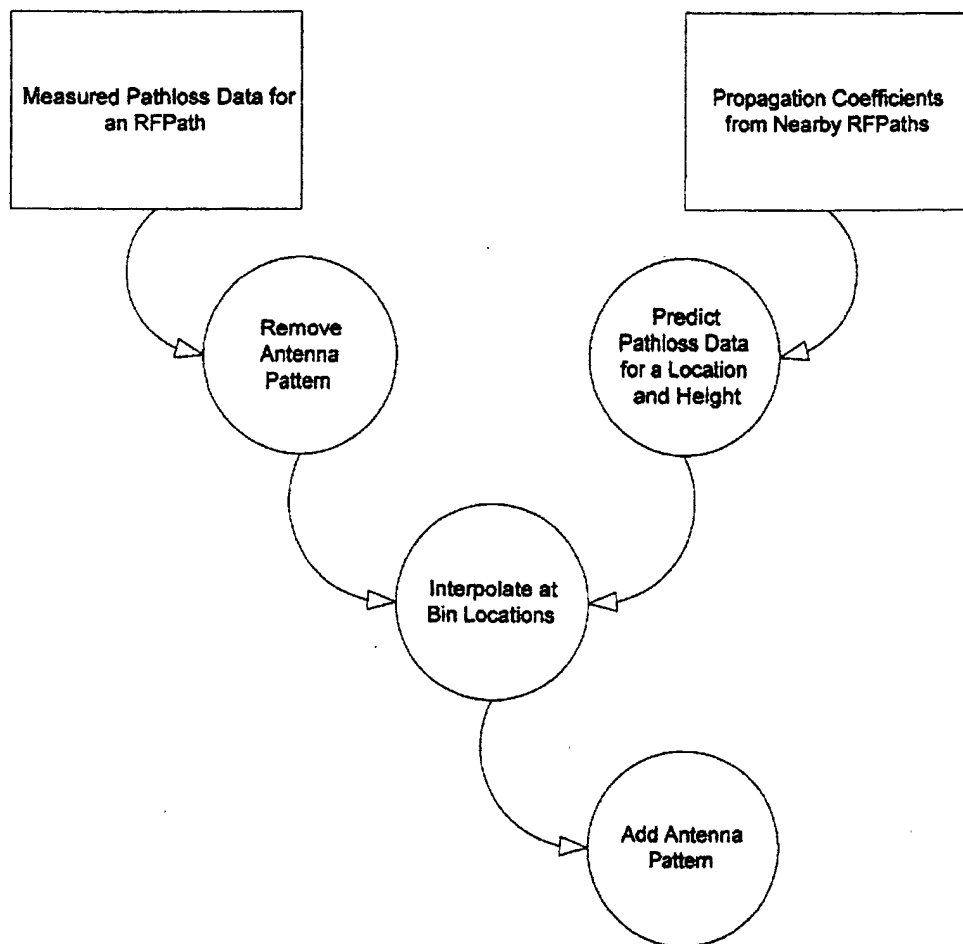 Measured Pathloss Data for
an RFPath
Propagation Coefficients
from Nearby RFPaths
Remove
Antenna
Pattern
Predict
Pathloss Data
for a Location
and Height
Interpolate at
Bin Locations
Add Antenna
Pattern